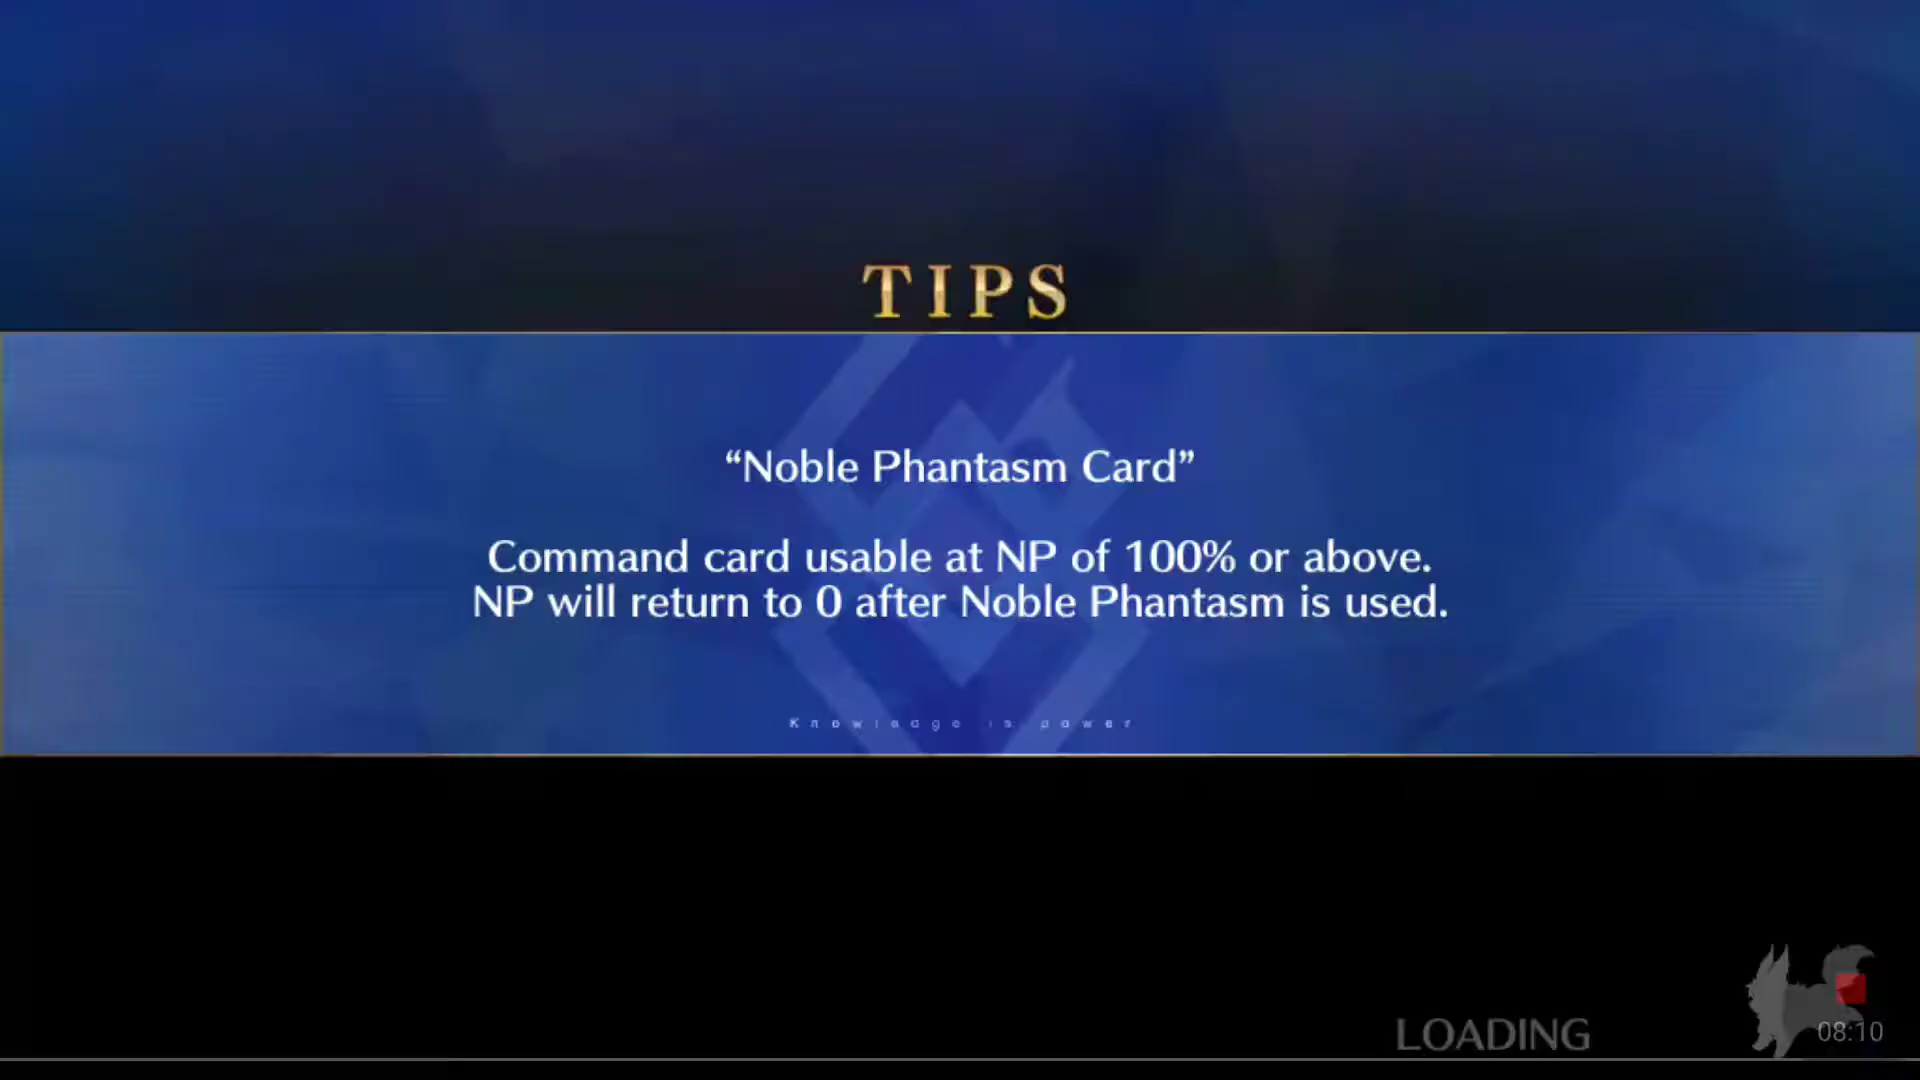 TIPS
“Noble Phantasm Card”
Command card usable at NP of 100% or above.
NP will return to 0 after Noble Phantasm is used.
Knowledge is power
LOADING
08:10